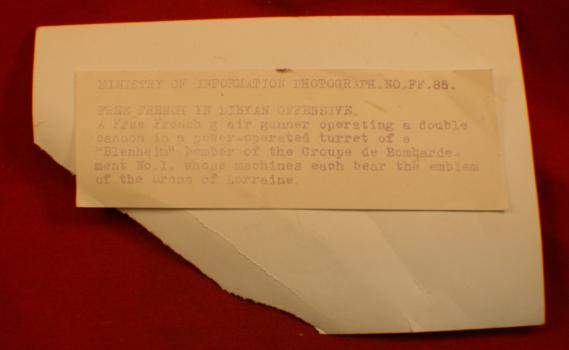 MINISTRY OF INFORMATION PHOTOGRAPH.NO.FF.85.
FREE FRENCH IN LIBYAN OFFENSIVE.
A Free French g air gunner operating a double
cannon in a power-operated turret of a
"Blenheim" bomber of the Groupe de Bombarde-
ment No.1. whose machines each bear the emblem
of the Cross of Lorraine.